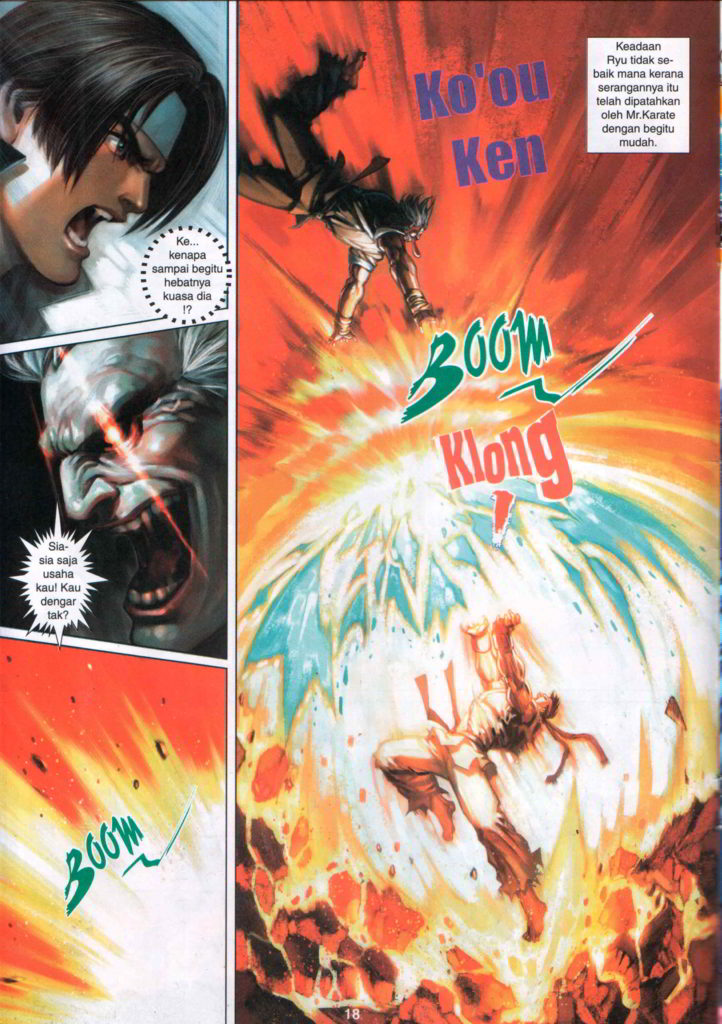 Ke...
kenapa
sampai begitu
hebatnya
kuasa dia
!?
Sia-
sia saja
usaha
kau! Kau
dengar
tak?
BOOM
Ko'ou
Ken
Keadaan
Ryu tidak se-
baik mana kerana
serangannya itu
telah dipatahkan
oleh Mr.Karate
dengan begitu
mudah.
BOOM
Klong
!
18